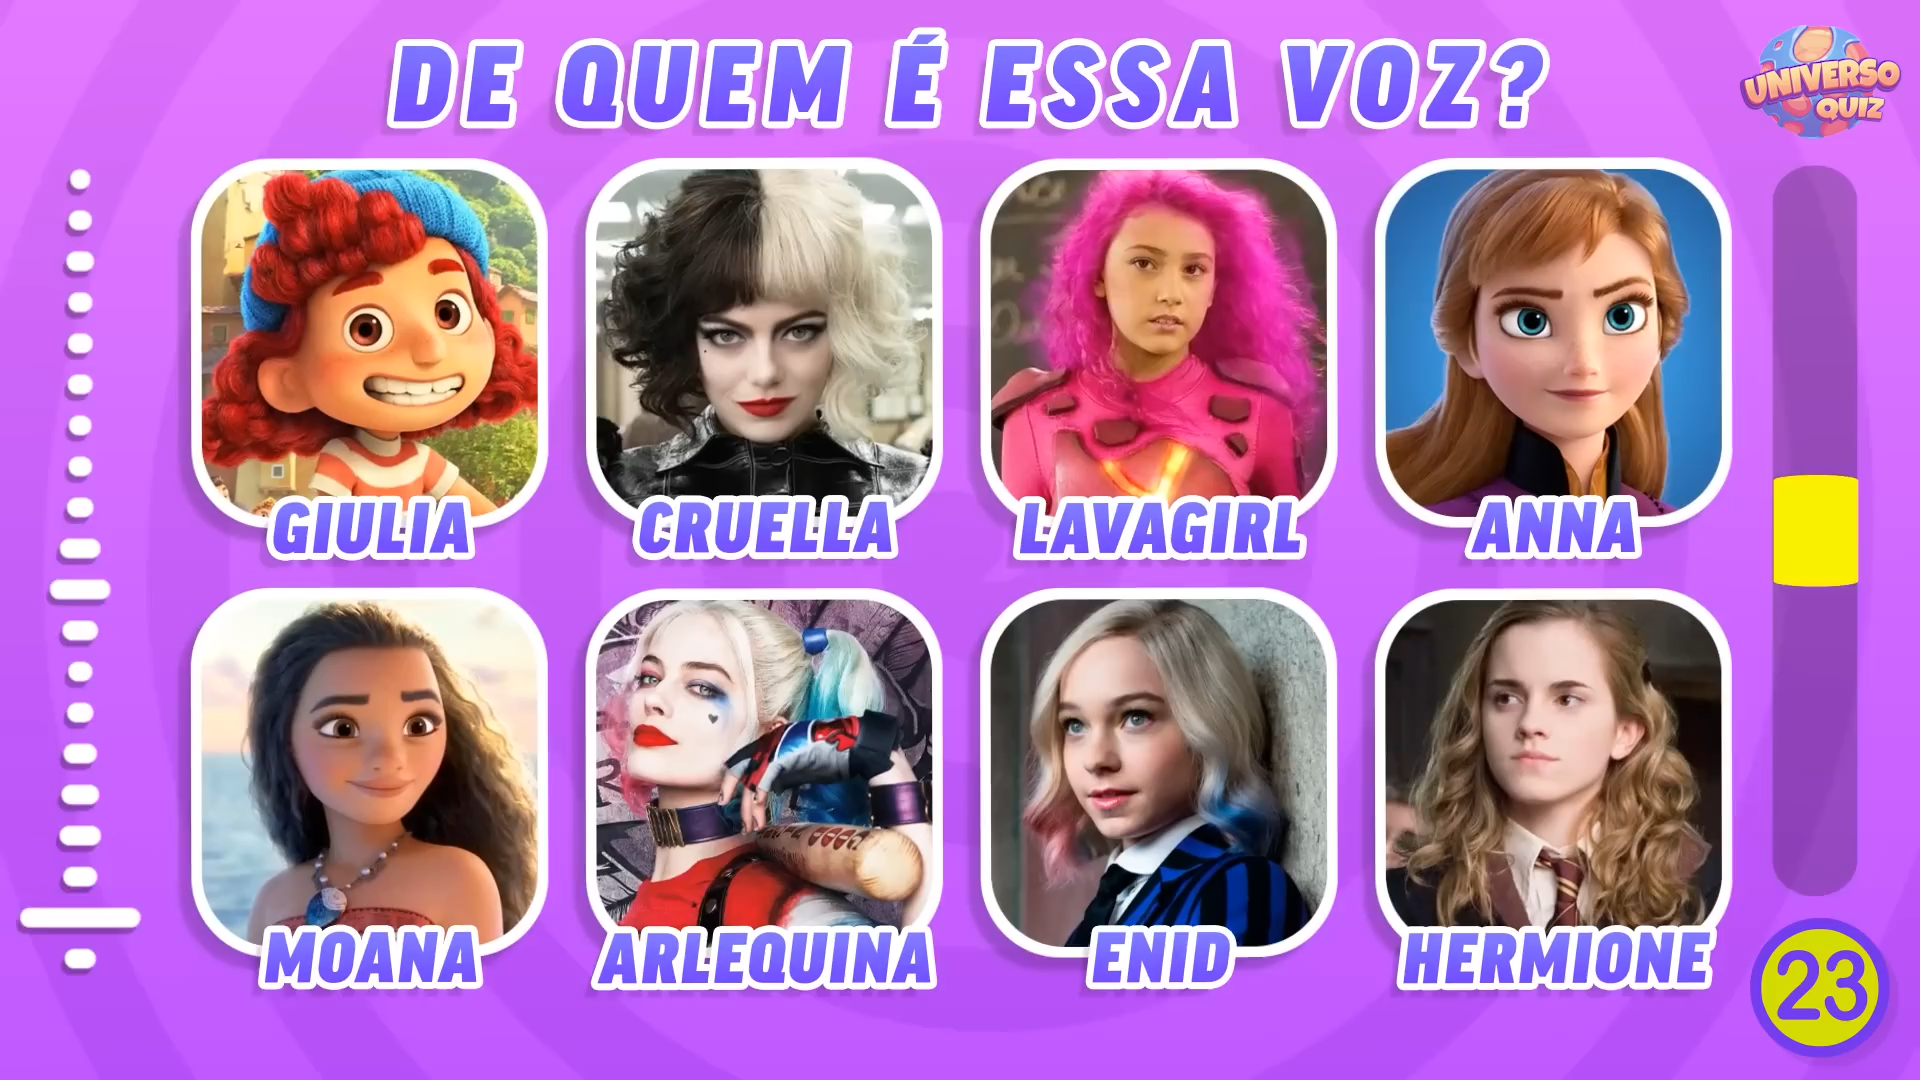 DE QUEM É ESSA VOZ?
UNIVERSO
QUIZ
GIULIA
CRUELLA
LAVAGIRL
ANNA
MOANA
ARLEQUINA
ENID
HERMIONE
23